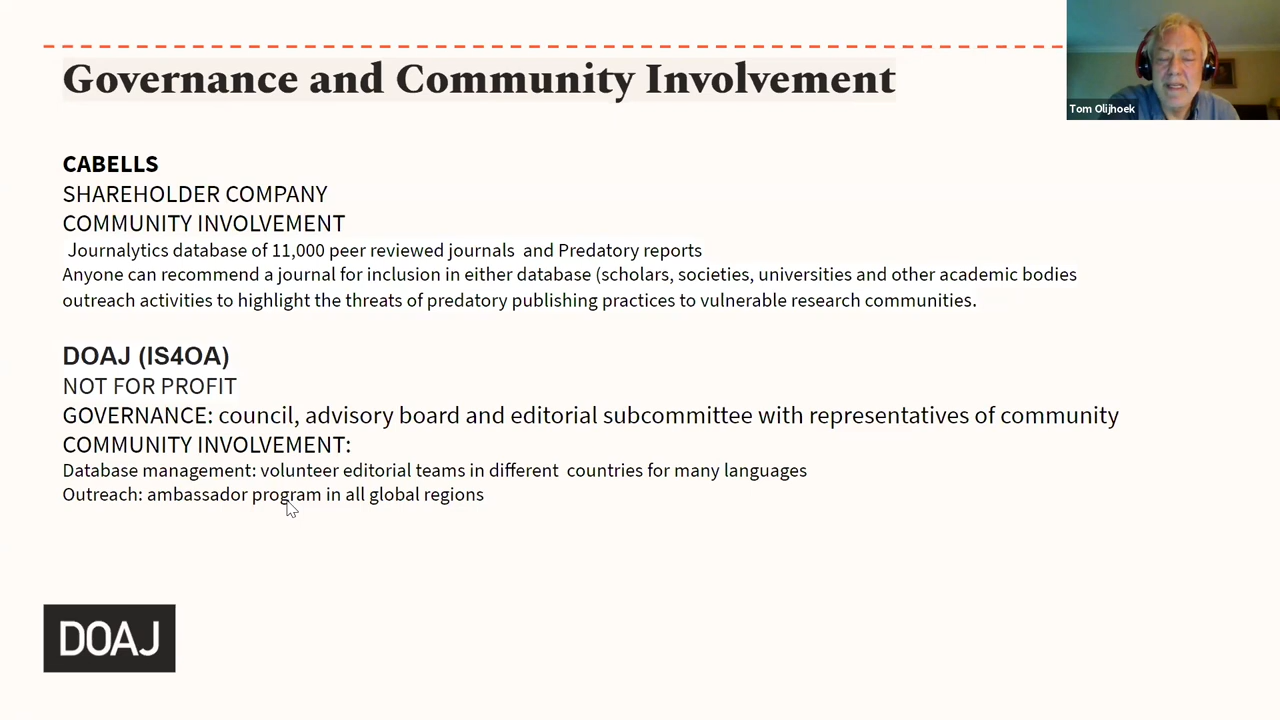 Governance and Community Involvement
Tom Olijhoek
CABELLS
SHAREHOLDER COMPANY
COMMUNITY INVOLVEMENT
Journalytics database of 11,000 peer reviewed journals and Predatory reports
Anyone can recommend a journal for inclusion in either database (scholars, societies, universities and other academic bodies
outreach activities to highlight the threats of predatory publishing practices to vulnerable research communities.
DOAJ (IS4OA)
NOT FOR PROFIT
GOVERNANCE: council, advisory board and editorial subcommittee with representatives of community
COMMUNITY INVOLVEMENT:
Database management: volunteer editorial teams in different countries for many languages
Outreach: ambassador program in all global regions
DOAJ